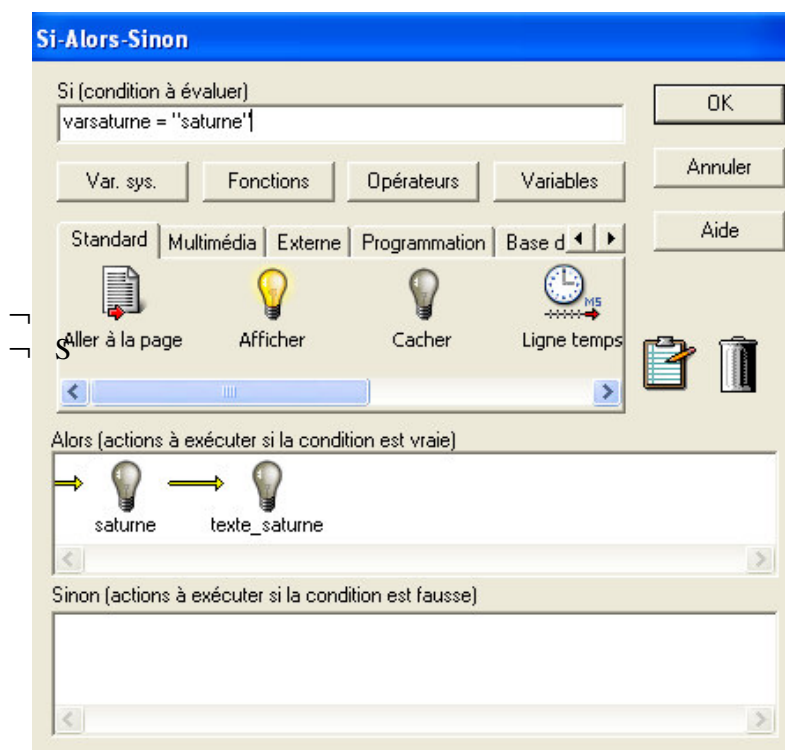 Si-Alors-Sinon
Si (condition à évaluer)
varsaturne = "saturne"
OK
Var. sys. Fonctions Opérateurs Variables
Annuler
Standard Multimédia Externe Programmation Base d
Aide
MS
Aller à la page Afficher Cacher Ligne temps
¬
¬ S
Alors (actions à exécuter si la condition est vraie)
saturne texte_saturne
Sinon (actions à exécuter si la condition est fausse)